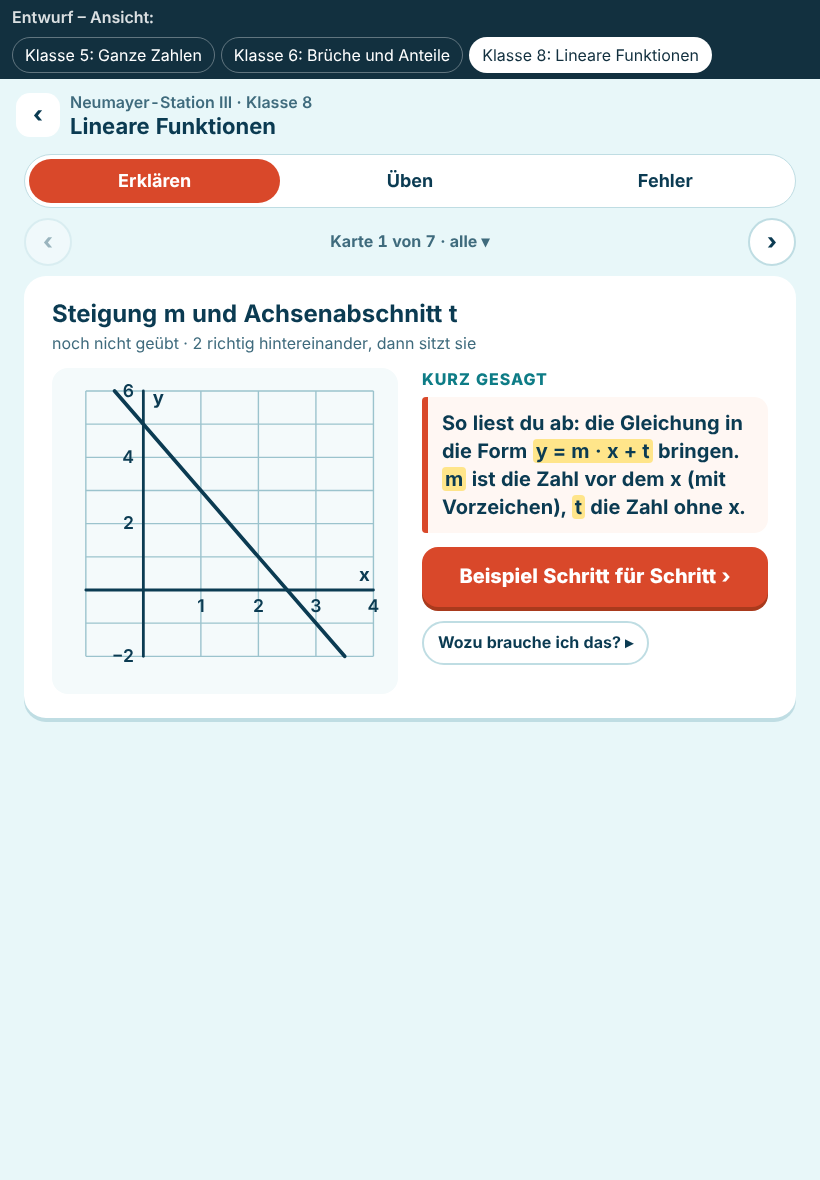 Entwurf – Ansicht:
Klasse 5: Ganze Zahlen
Klasse 6: Brüche und Anteile
Klasse 8: Lineare Funktionen
‹
Neumayer-Station III · Klasse 8
Lineare Funktionen
Erklären
Üben
Fehler
‹
Karte 1 von 7 · alle ▾
›
Steigung m und Achsenabschnitt t
noch nicht geübt · 2 richtig hintereinander, dann sitzt sie
6
y
4
2
x
1
2
3
4
−2
KURZ GESAGT
So liest du ab: die Gleichung in
die Form y = m · x + t bringen.
m ist die Zahl vor dem x (mit
Vorzeichen), t die Zahl ohne x.
Beispiel Schritt für Schritt ›
Wozu brauche ich das? ▸